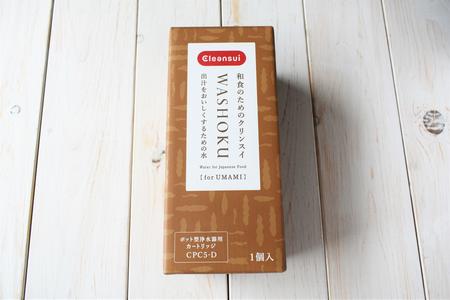 Cleansui
和食のためのクリンスイ
WASHOKU
出汁をおいしくするための水
Water for Japanese Food
[for UMAMI]
ポット型浄水器用
カートリッジ
CPC5-D
1個入